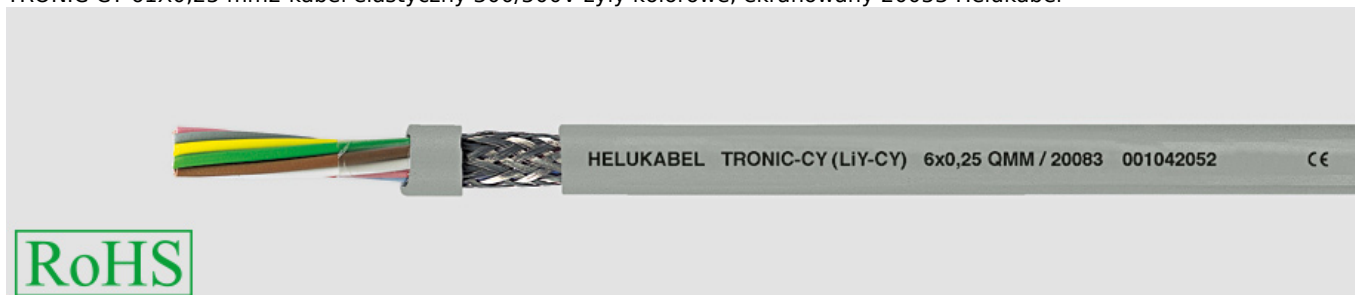 HELUKABEL TRONIC-CY (LiY-CY) 6x0,25 QMM / 20083 001042052 CE
RoHS